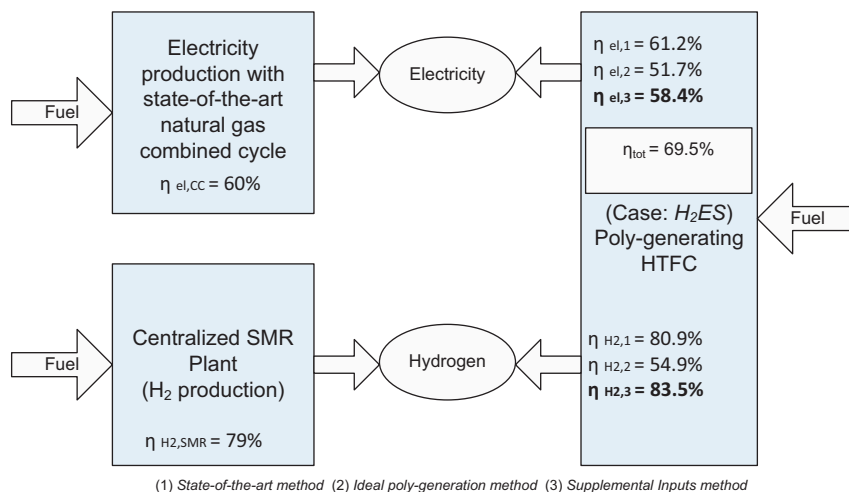 Fuel
Electricity
production with
state-of-the-art
natural gas
combined cycle
η el,CC = 60%
Electricity
η el,1 = 61.2%
η el,2 = 51.7%
η el,3 = 58.4%
ηtot = 69.5%
(Case: H2ES)
Poly-generating
HTFC
Fuel
Fuel
Centralized SMR
Plant
(H2 production)
η H2,SMR = 79%
Hydrogen
η H2,1 = 80.9%
η H2,2 = 54.9%
η H2,3 = 83.5%
(1) State-of-the-art method (2) Ideal poly-generation method (3) Supplemental Inputs method